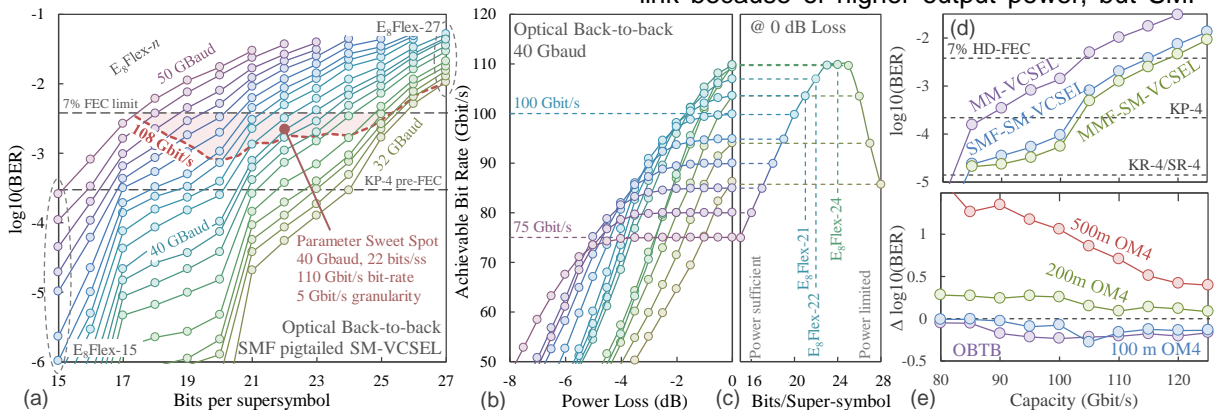 link because of higher output power, but SMF
E₈Flex-27
E₈Flex-n
50 GBaud
7% FEC limit
108 Gbit/s
32 GBaud
KP-4 pre-FEC
40 GBaud
Parameter Sweet Spot
40 Gbaud, 22 bits/ss
110 Gbit/s bit-rate
5 Gbit/s granularity
E₈Flex-15
Optical Back-to-back
SMF pigtailed SM-VCSEL
log10(BER)
-1
-2
-3
-4
-5
-6
15 17 19 21 23 25 27
(a) Bits per supersymbol
Achievable Bit Rate (Gbit/s)
120
110
100
90
80
70
60
50
Optical Back-to-back
40 Gbaud
100 Gbit/s
75 Gbit/s
-8 -6 -4 -2 0
(b) Power Loss (dB)
@ 0 dB Loss
Power sufficient
E₈Flex-21
E₈Flex-22
E₈Flex-24
Power limited
16 20 24 28
(c) Bits/Super-symbol
(d)
7% HD-FEC
MM-VCSEL
SMF-SM-VCSEL
MMF-SM-VCSEL
KP-4
KR-4/SR-4
log10(BER)
-2
-3
-4
-5
500m OM4
200m OM4
OBTB
100 m OM4
Δ log10(BER)
1.0
0.5
0
0.5
80 90 100 110 120
(e) Capacity (Gbit/s)